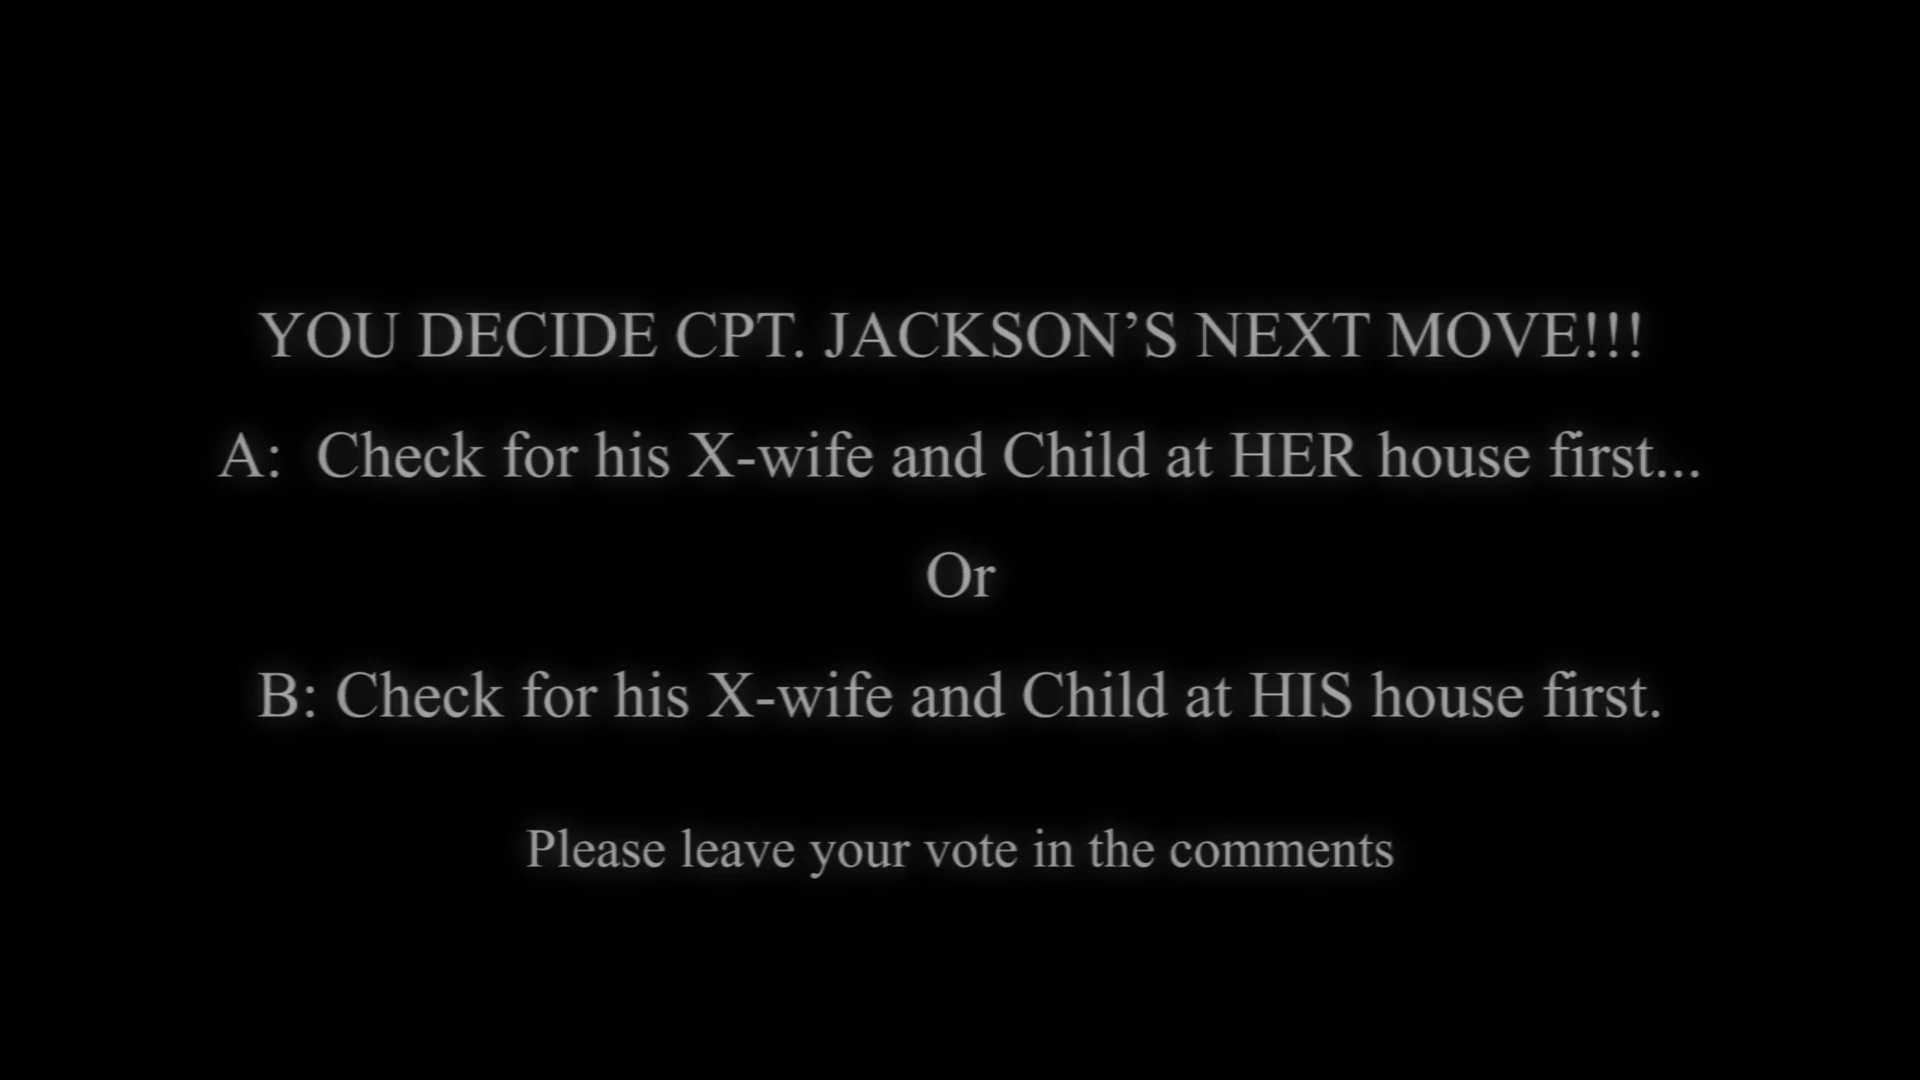 YOU DECIDE CPT. JACKSON’S NEXT MOVE!!!
A:  Check for his X-wife and Child at HER house first...
Or
B: Check for his X-wife and Child at HIS house first.
Please leave your vote in the comments